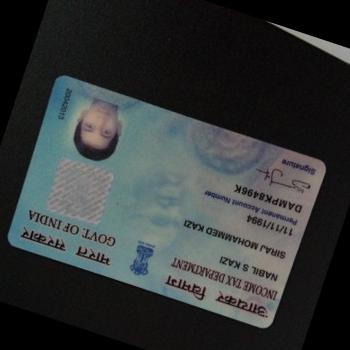 आयकर विभाग
INCOME TAX DEPARTMENT
भारत सरकार
GOVT. OF INDIA
NABIL S KAZI
SIRAJ MOHAMMED KAZI
11/11/1994
Permanent Account Number
DAMPK8496K
Signature
20042013